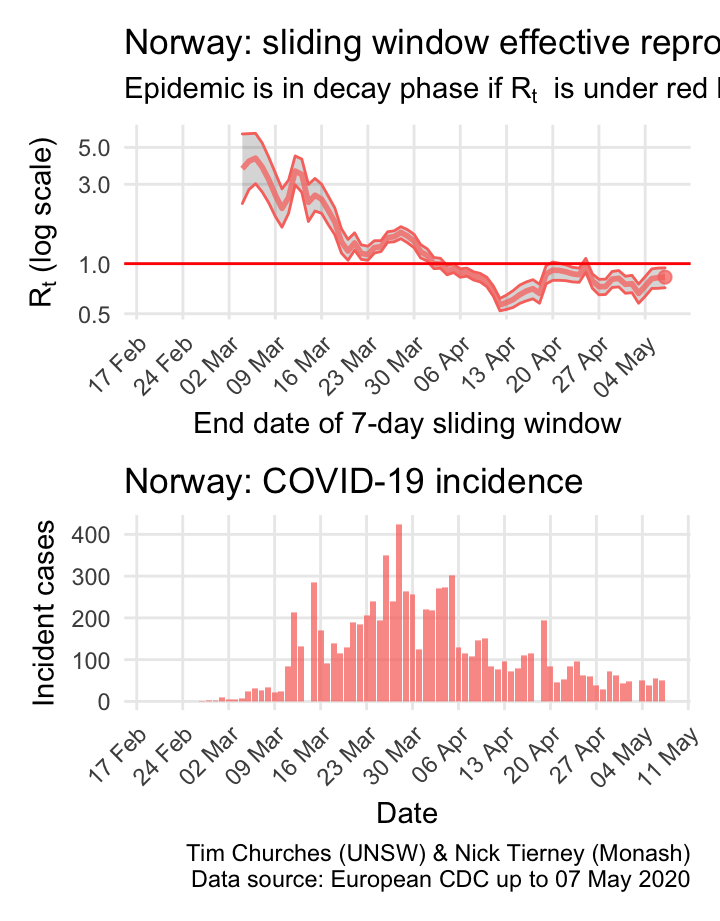 Norway: sliding window effective repro
Epidemic is in decay phase if Rt is under red l
Rt (log scale)
5.0
3.0
1.0
0.5
17 Feb
24 Feb
02 Mar
09 Mar
16 Mar
23 Mar
30 Mar
06 Apr
13 Apr
20 Apr
27 Apr
04 May
End date of 7-day sliding window
Norway: COVID-19 incidence
Incident cases
400
300
200
100
0
17 Feb
24 Feb
02 Mar
09 Mar
16 Mar
23 Mar
30 Mar
06 Apr
13 Apr
20 Apr
27 Apr
04 May
11 May
Date
Tim Churches (UNSW) & Nick Tierney (Monash)
Data source: European CDC up to 07 May 2020